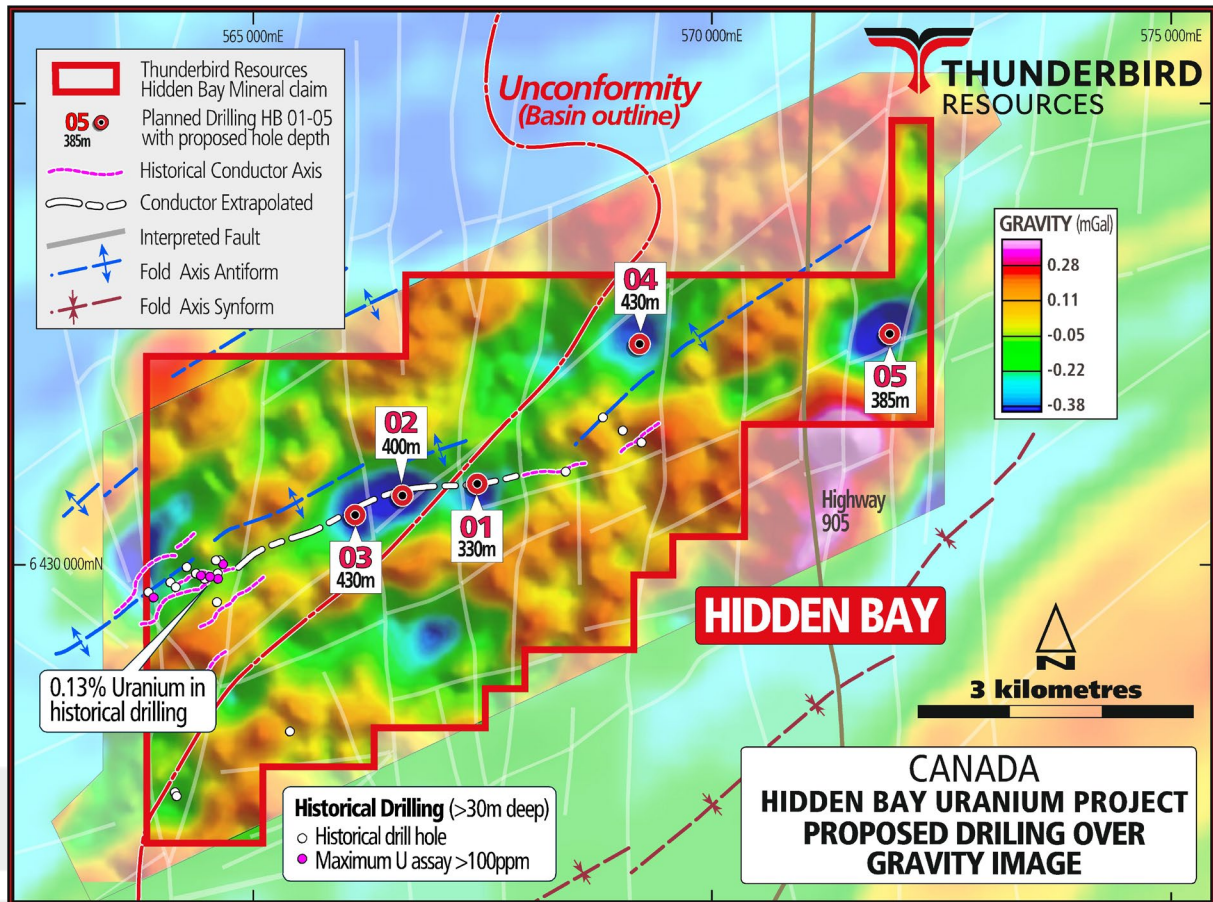 565 000mE
570 000mE
575 000mE
Thunderbird Resources
Hidden Bay Mineral claim
05
385m
Planned Drilling HB 01-05
with proposed hole depth
Historical Conductor Axis
Conductor Extrapolated
Interpreted Fault
Fold Axis Antiform
Fold Axis Synform
Unconformity
(Basin outline)
THUNDERBIRD
RESOURCES
GRAVITY (mGal)
0.28
0.11
-0.05
-0.22
-0.38
04
430m
05
385m
02
400m
01
330m
03
430m
Highway
905
6 430 000mN
HIDDEN BAY
N
3 kilometres
0.13% Uranium in
historical drilling
Historical Drilling (>30m deep)
Historical drill hole
Maximum U assay >100ppm
CANADA
HIDDEN BAY URANIUM PROJECT
PROPOSED DRILING OVER
GRAVITY IMAGE